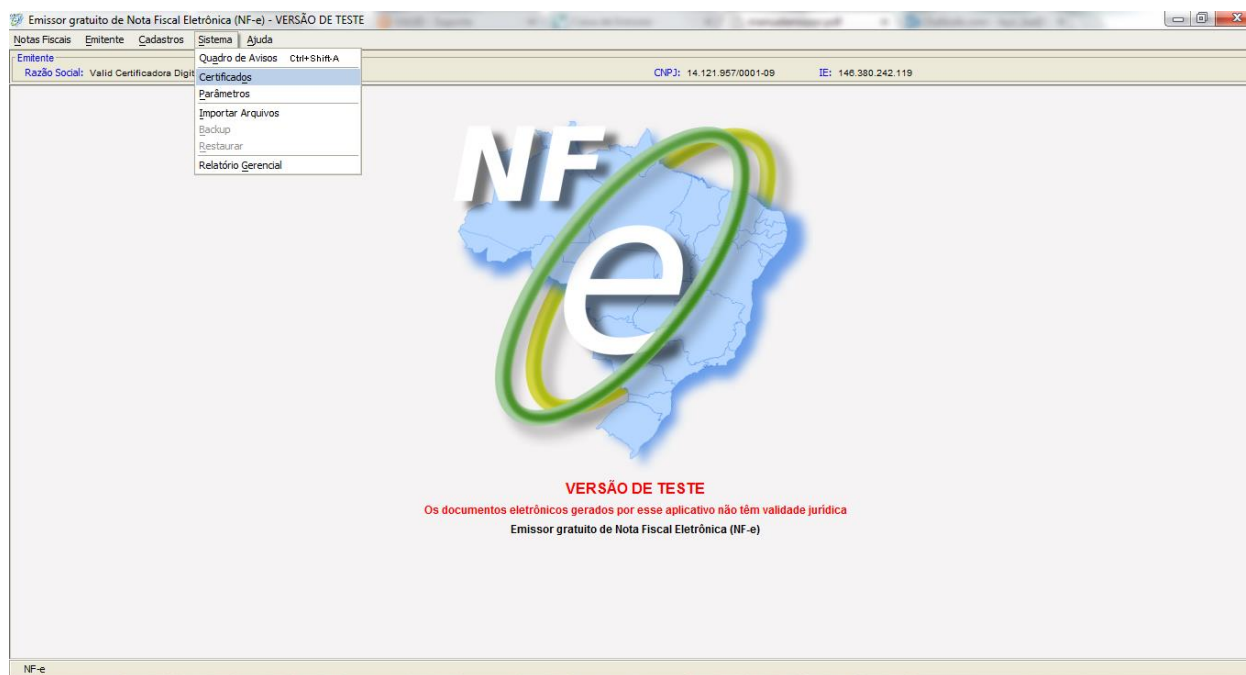 Emissor gratuito de Nota Fiscal Eletrônica (NF-e) - VERSÃO DE TESTE
Notas Fiscais Emitente Cadastros Sistema Ajuda
Emitente
Razão Social: Valid Certificadora Digit
CNPJ: 14.121.957/0001-09 IE: 146.380.242.119
Quadro de Avisos Ctrl+Shift-A
Certificados
Parâmetros
Importar Arquivos
Backup
Restaurar
Relatório Gerencial
NF
e
VERSÃO DE TESTE
Os documentos eletrônicos gerados por esse aplicativo não têm validade jurídica
Emissor gratuito de Nota Fiscal Eletrônica (NF-e)
NF-e